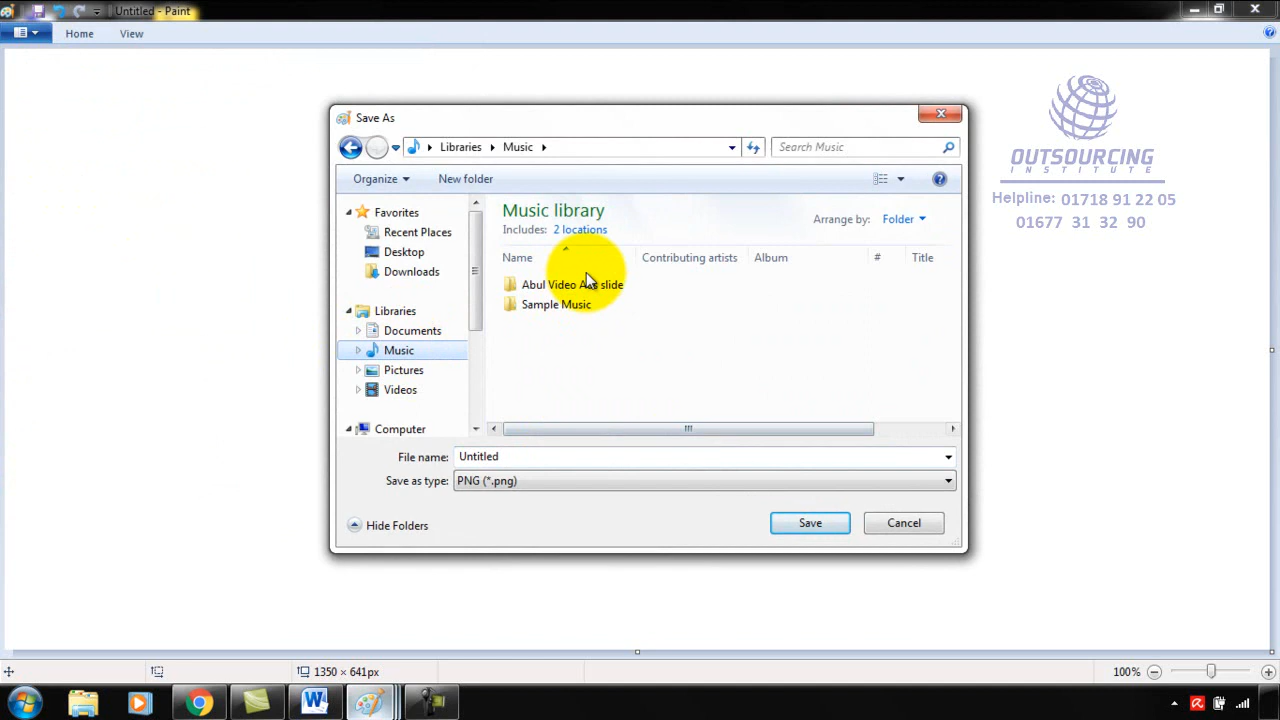 Untitled - Paint
Home View
OUTSOURCING
INSTITUTE
Helpline: 01718 91 22 05
01677 31 32 90
Save As
Libraries Music
Search Music
Organize New folder
Favorites
Recent Places
Desktop
Downloads
Libraries
Documents
Music
Pictures
Videos
Computer
Music library
Includes: 2 locations
Arrange by: Folder
Name Contributing artists Album # Title
Abul Video slide
Sample Music
File name: Untitled
Save as type: PNG (*.png)
Hide Folders
Save Cancel
1350 × 641px
100%